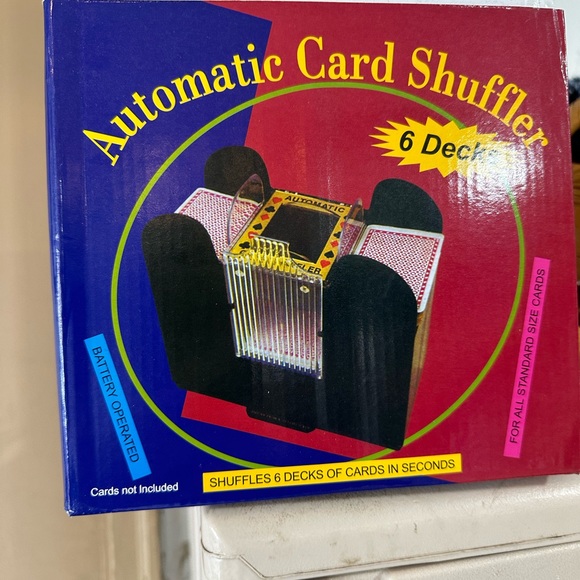 Automatic Card Shuffler
6 Decks
AUTOMATIC
BATTERY OPERATED
FOR ALL STANDARD SIZE CARDS
SHUFFLES 6 DECKS OF CARDS IN SECONDS
Cards not Included